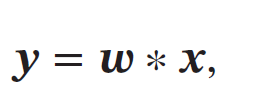 y = w * x,